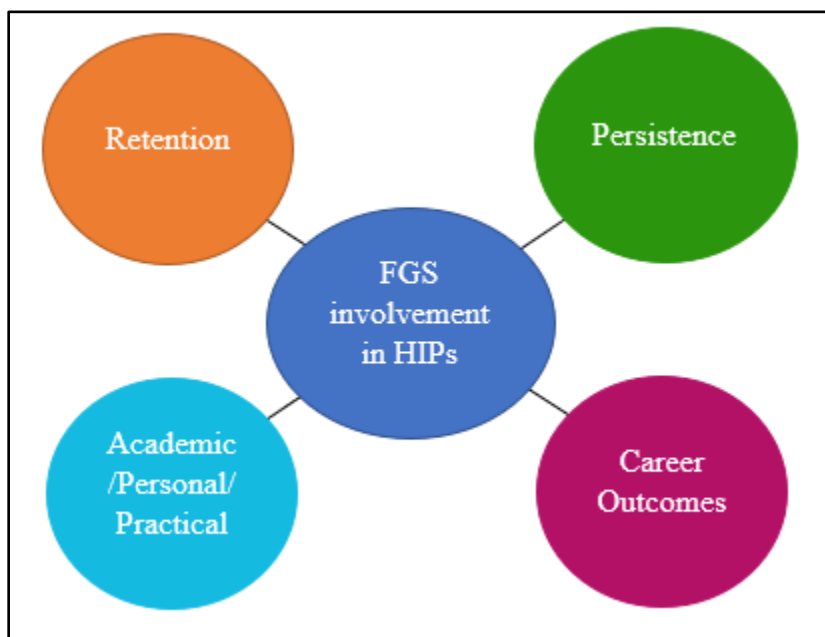 Retention
Persistence
FGS
involvement
in HIPs
Academic
/Personal/
Practical
Career
Outcomes